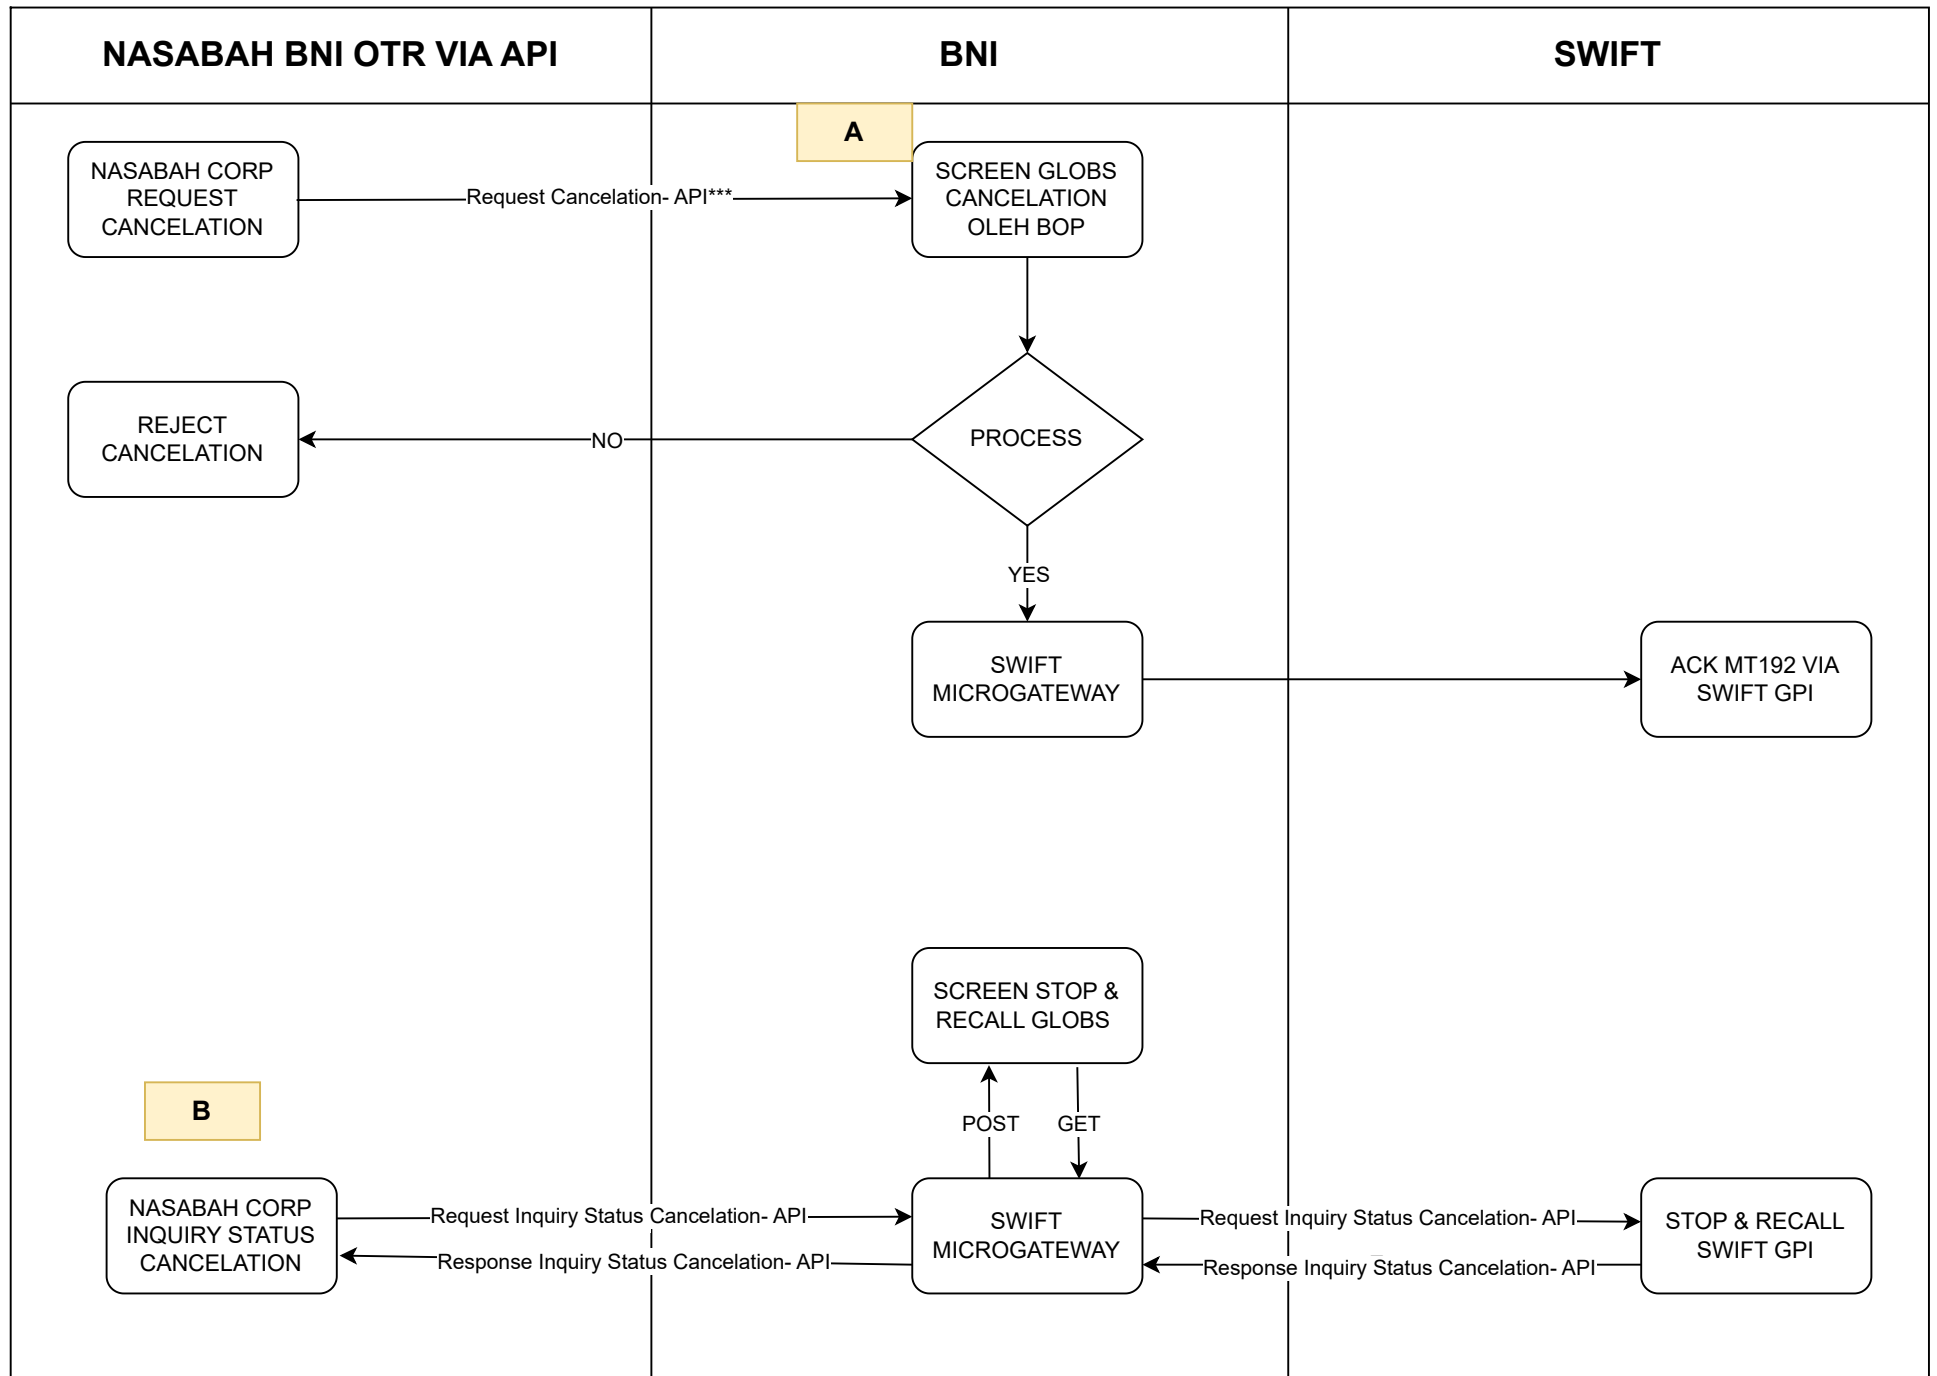 NASABAH BNI OTR VIA API
BNI
SWIFT
A
NASABAH CORP
REQUEST
CANCELATION
Request Cancelation- API***
SCREEN GLOBS
CANCELATION
OLEH BOP
REJECT
CANCELATION
NO
PROCESS
YES
SWIFT
MICROGATEWAY
ACK MT192 VIA
SWIFT GPI
SCREEN STOP &
RECALL GLOBS
B
POST
GET
NASABAH CORP
INQUIRY STATUS
CANCELATION
Request Inquiry Status Cancelation- API
Response Inquiry Status Cancelation- API
SWIFT
MICROGATEWAY
Request Inquiry Status Cancelation- API
Response Inquiry Status Cancelation- API
STOP & RECALL
SWIFT GPI